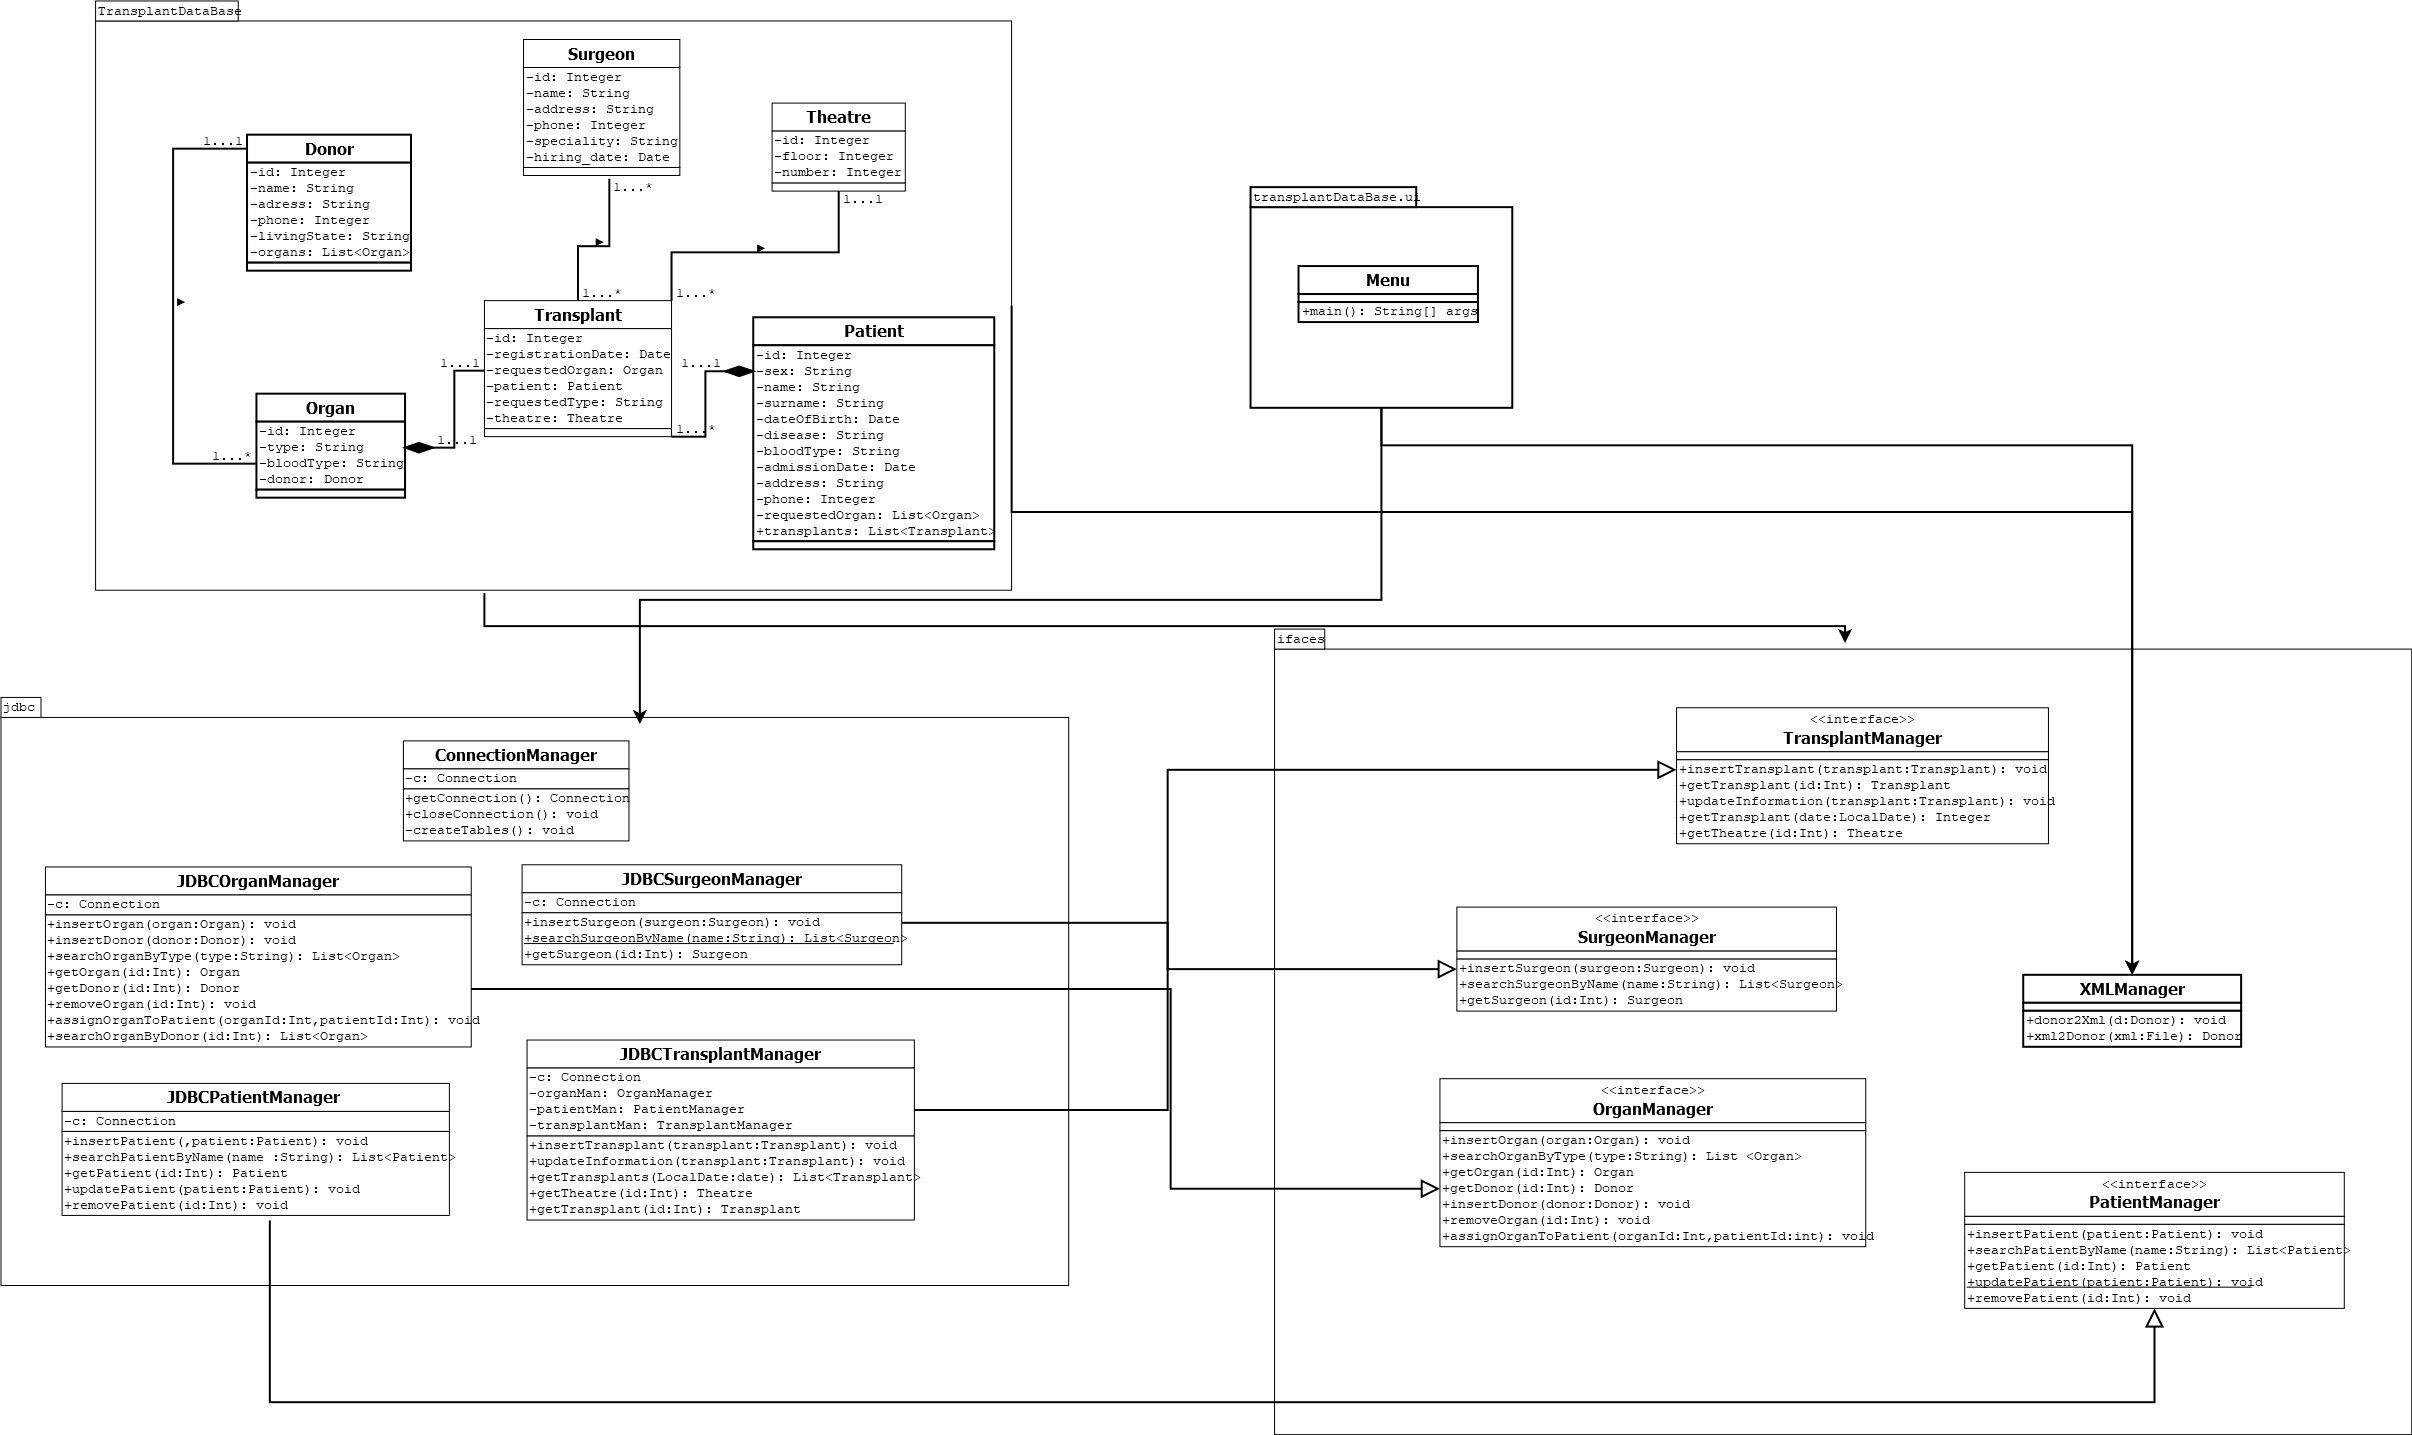 TransplantDataBase
Surgeon
-id: Integer
-name: String
-address: String
-phone: Integer
-speciality: String
-hiring_date: Date
1...*
Theatre
-id: Integer
-floor: Integer
-number: Integer
1...1
1...1
Donor
-id: Integer
-name: String
-adress: String
-phone: Integer
-livingState: String
-organs: List<Organ>
1...*
1...*
Transplant
-id: Integer
-registrationDate: Date
-requestedOrgan: Organ
-patient: Patient
-requestedType: String
-theatre: Theatre
1...1
1...1
1...*
1...1
1...*
Organ
-id: Integer
-type: String
-bloodType: String
-donor: Donor
Patient
-id: Integer
-sex: String
-name: String
-surname: String
-dateOfBirth: Date
-disease: String
-bloodType: String
-admissionDate: Date
-address: String
-phone: Integer
-requestedOrgan: List<Organ>
+transplants: List<Transplant>
transplantDataBase.ui
Menu
+main(): String[] args
jdbc
ConnectionManager
-c: Connection
+getConnection(): Connection
+closeConnection(): void
-createTables(): void
JDBCOrganManager
-c: Connection
+insertOrgan(organ:Organ): void
+insertDonor(donor:Donor): void
+searchOrganByType(type:String): List<Organ>
+getOrgan(id:Int): Organ
+getDonor(id:Int): Donor
+removeOrgan(id:Int): void
+assignOrganToPatient(organId:Int,patientId:Int): void
+searchOrganByDonor(id:Int): List<Organ>
JDBCSurgeonManager
-c: Connection
+insertSurgeon(surgeon:Surgeon): void
+searchSurgeonByName(name:String): List<Surgeon>
+getSurgeon(id:Int): Surgeon
JDBCPatientManager
-c: Connection
+insertPatient(,patient:Patient): void
+searchPatientByName(name :String): List<Patient>
+getPatient(id:Int): Patient
+updatePatient(patient:Patient): void
+removePatient(id:Int): void
JDBCTransplantManager
-c: Connection
-organMan: OrganManager
-patientMan: PatientManager
-transplantMan: TransplantManager
+insertTransplant(transplant:Transplant): void
+updateInformation(transplant:Transplant): void
+getTransplants(LocalDate:date): List<Transplant>
+getTheatre(id:Int): Theatre
+getTransplant(id:Int): Transplant
ifaces
<<interface>>
TransplantManager
+insertTransplant(transplant:Transplant): void
+getTransplant(id:Int): Transplant
+updateInformation(transplant:Transplant): void
+getTransplant(date:LocalDate): Integer
+getTheatre(id:Int): Theatre
<<interface>>
SurgeonManager
+insertSurgeon(surgeon:Surgeon): void
+searchSurgeonByName(name:String): List<Surgeon>
+getSurgeon(id:Int): Surgeon
XMLManager
+donor2Xml(d:Donor): void
+xml2Donor(xml:File): Donor
<<interface>>
OrganManager
+insertOrgan(organ:Organ): void
+searchOrganByType(type:String): List <Organ>
+getOrgan(id:Int): Organ
+getDonor(id:Int): Donor
+insertDonor(donor:Donor): void
+removeOrgan(id:Int): void
+assignOrganToPatient(organId:Int,patientId:int): void
<<interface>>
PatientManager
+insertPatient(patient:Patient): void
+searchPatientByName(name:String): List<Patient>
+getPatient(id:Int): Patient
+updatePatient(patient:Patient): void
+removePatient(id:Int): void